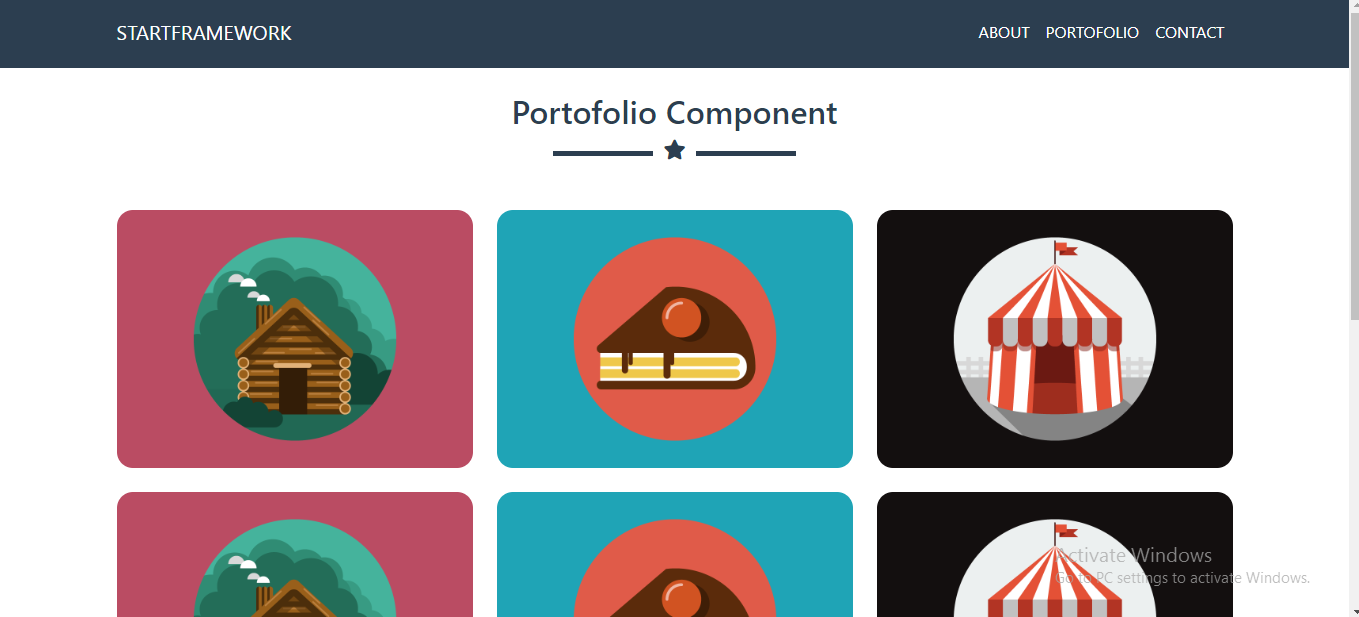 STARTFRAMEWORK
ABOUT PORTOFOLIO CONTACT
Portofolio Component
Activate Windows
Go to PC settings to activate Windows.